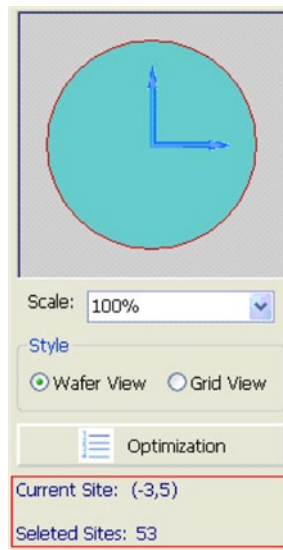 Scale: 100%
Style
Wafer View Grid View
Optimization
Current Site: (-3,5)
Seleted Sites: 53